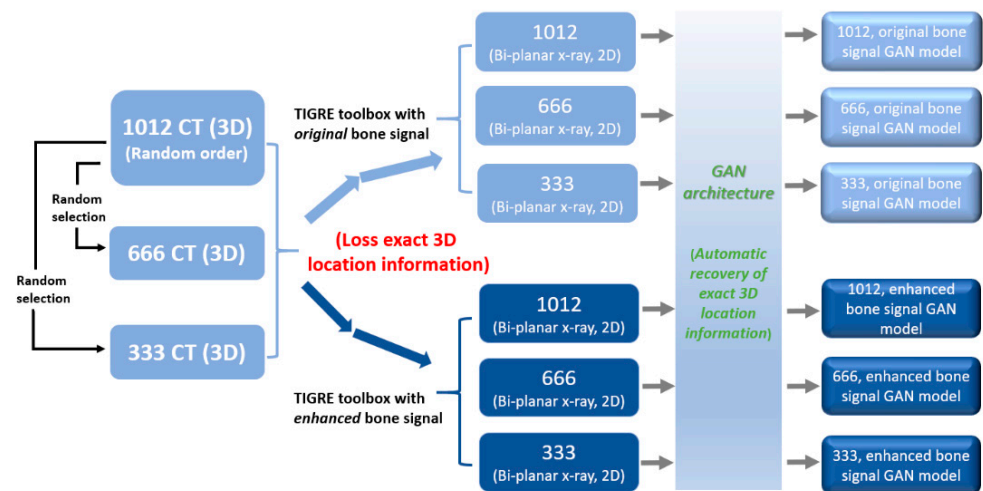 1012 CT (3D)
(Random order)
Random
selection
666 CT (3D)
Random
selection
333 CT (3D)
TIGRE toolbox with
original bone signal
(Loss exact 3D
location information)
TIGRE toolbox with
enhanced bone signal
1012
(Bi-planar x-ray, 2D)
666
(Bi-planar x-ray, 2D)
333
(Bi-planar x-ray, 2D)
1012
(Bi-planar x-ray, 2D)
666
(Bi-planar x-ray, 2D)
333
(Bi-planar x-ray, 2D)
GAN
architecture
(Automatic
recovery of
exact 3D
location
information)
1012, original bone
signal GAN model
666, original bone
signal GAN model
333, original bone
signal GAN model
1012, enhanced
bone signal GAN
model
666, enhanced bone
signal GAN model
333, enhanced bone
signal GAN model